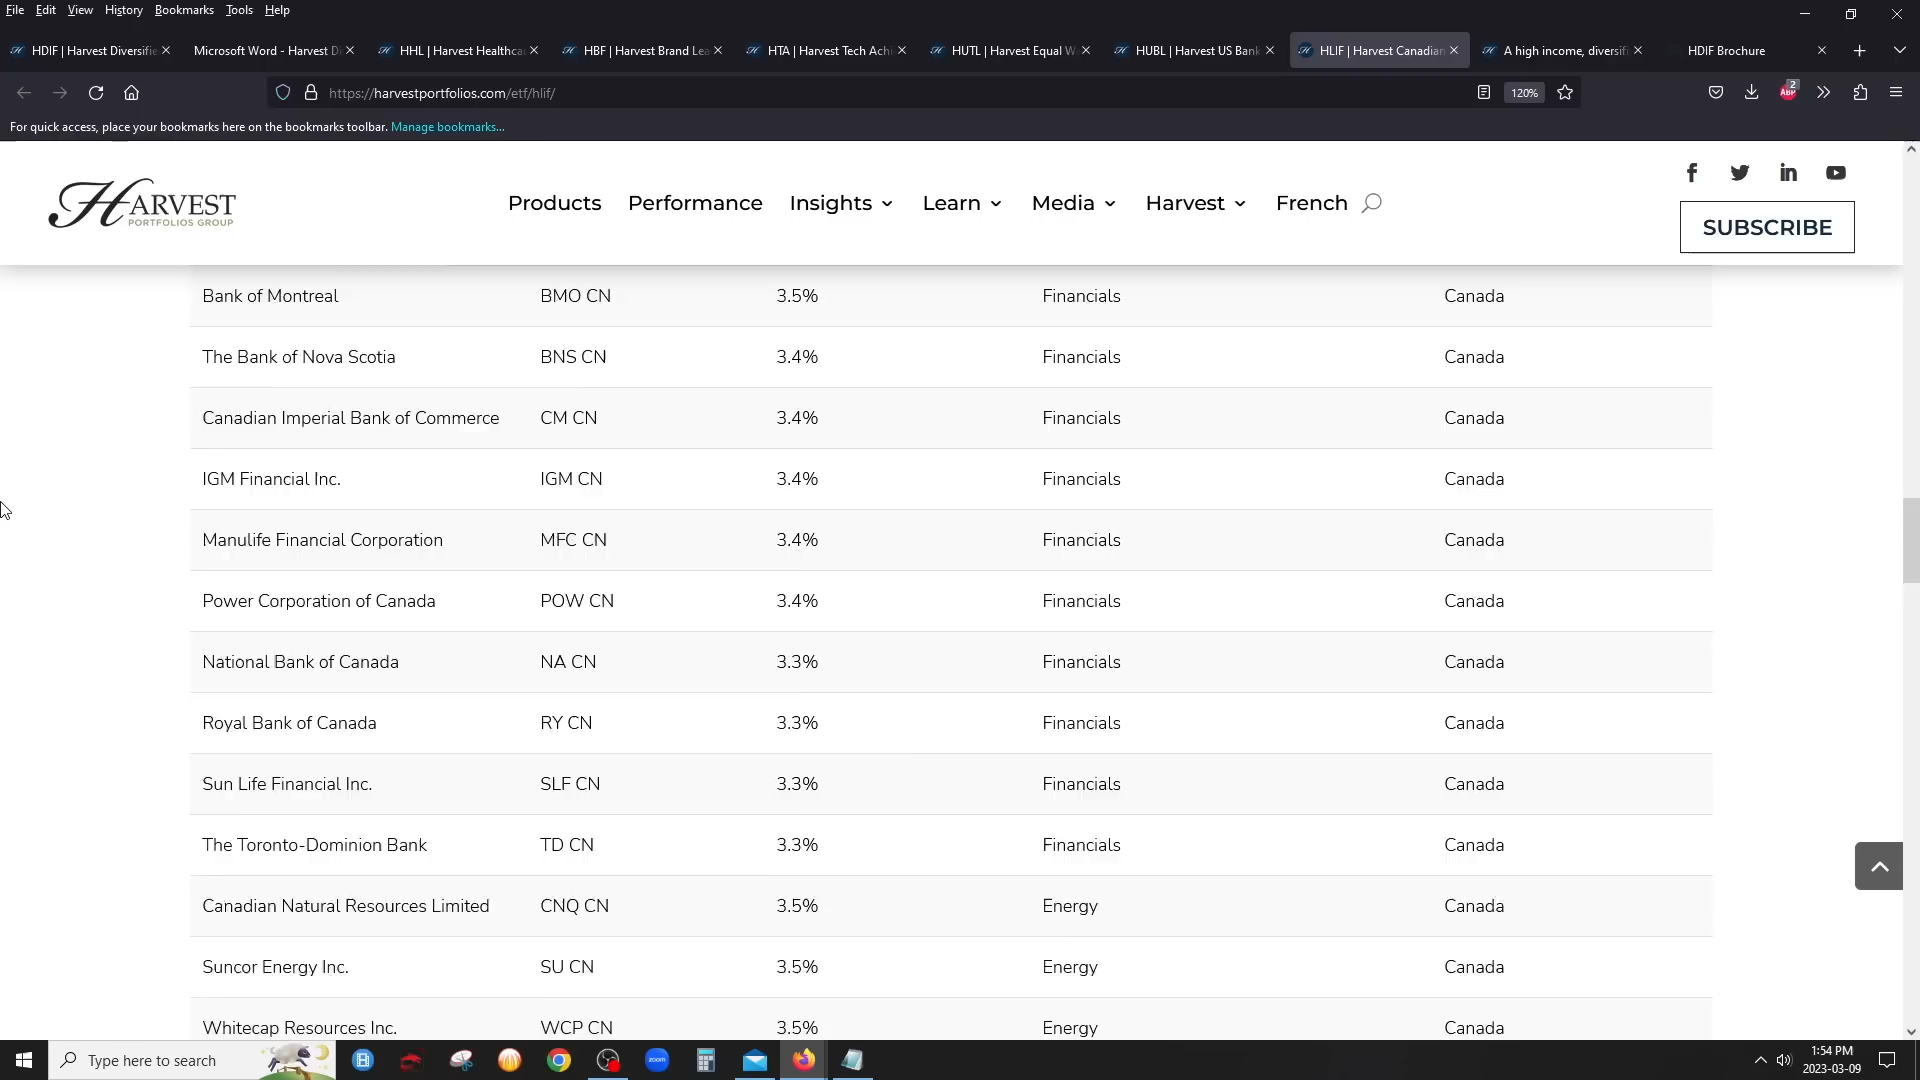 File Edit View History Bookmarks Tools Help
HDIF | Harvest Diversifie
Microsoft Word - Harvest D
HHL | Harvest Healthca
HBF | Harvest Brand Lea
HTA | Harvest Tech Achi
HUTL | Harvest Equal W
HUBL | Harvest US Bank
HLIF | Harvest Canadian
A high income, diversifi
HDIF Brochure
https://harvestportfolios.com/etf/hlif/
120%
ABP
2
For quick access, place your bookmarks here on the bookmarks toolbar. Manage bookmarks...
HARVEST
PORTFOLIOS GROUP
Products Performance Insights Learn Media Harvest French
SUBSCRIBE
Bank of Montreal BMO CN 3.5% Financials Canada
The Bank of Nova Scotia BNS CN 3.4% Financials Canada
Canadian Imperial Bank of Commerce CM CN 3.4% Financials Canada
IGM Financial Inc. IGM CN 3.4% Financials Canada
Manulife Financial Corporation MFC CN 3.4% Financials Canada
Power Corporation of Canada POW CN 3.4% Financials Canada
National Bank of Canada NA CN 3.3% Financials Canada
Royal Bank of Canada RY CN 3.3% Financials Canada
Sun Life Financial Inc. SLF CN 3.3% Financials Canada
The Toronto-Dominion Bank TD CN 3.3% Financials Canada
Canadian Natural Resources Limited CNQ CN 3.5% Energy Canada
Suncor Energy Inc. SU CN 3.5% Energy Canada
Whitecap Resources Inc. WCP CN 3.5% Energy Canada
Type here to search
zoom
1:54 PM
2023-03-09